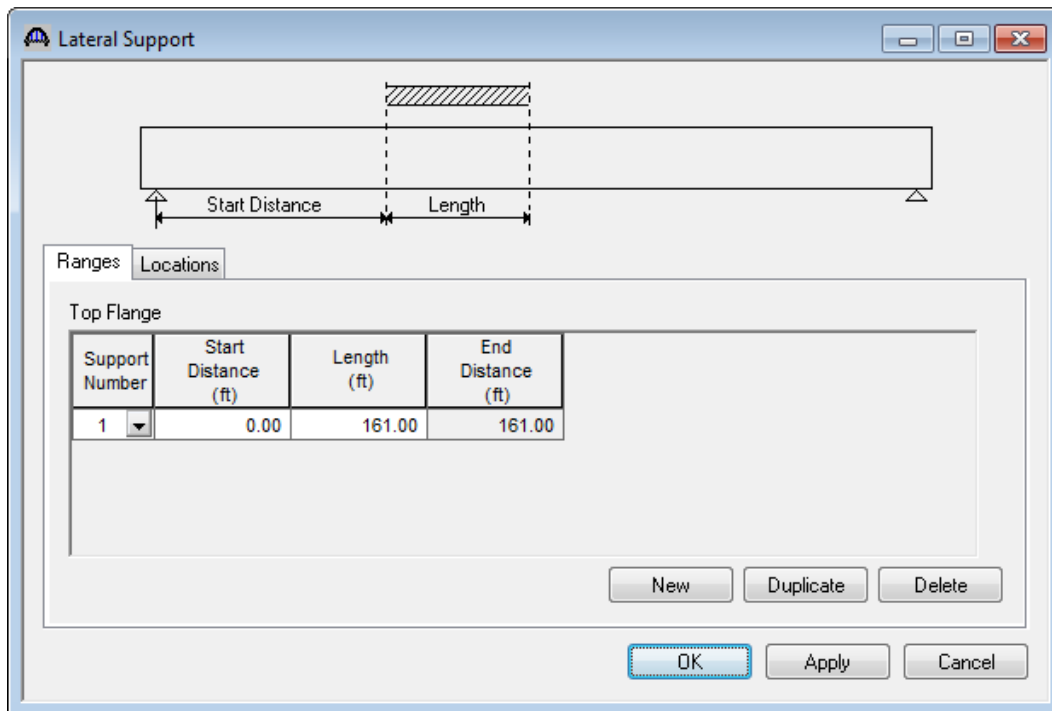 Lateral Support
Start Distance
Length
Ranges
Locations
Top Flange
Support Number
Start Distance (ft)
Length (ft)
End Distance (ft)
1
0.00
161.00
161.00
New
Duplicate
Delete
OK
Apply
Cancel